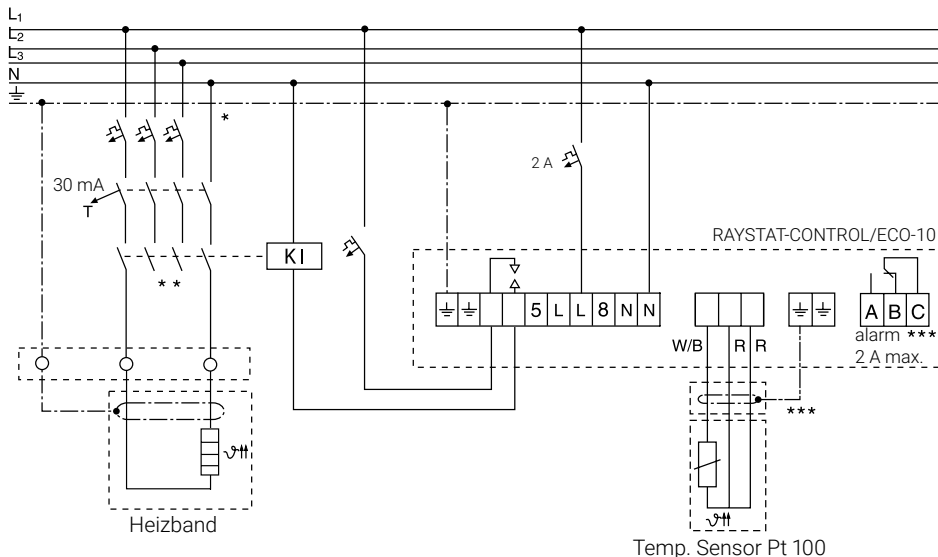 L1
L2
L3
N
*
2 A
30 mA
T
RAYSTAT-CONTROL/ECO-10
KI
* *
5 L L 8 N N
A B C
W/B R R
alarm ***
2 A max.
***
ϑ
Heizband
ϑ
Temp. Sensor Pt 100